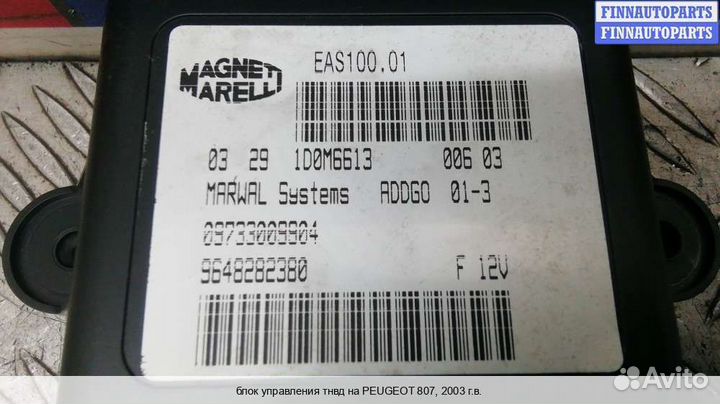 FINNAUTOPARTS
FINNAUTOPARTS
MAGNETI
MARELLI
EAS100.01
03 29 1D0M6613 006 03
MARWAL Systems ADDGO 01-3
09733009904
9648282380 F 12V
блок управления тнвд на PEUGEOT 807, 2003 г.в.
Avito